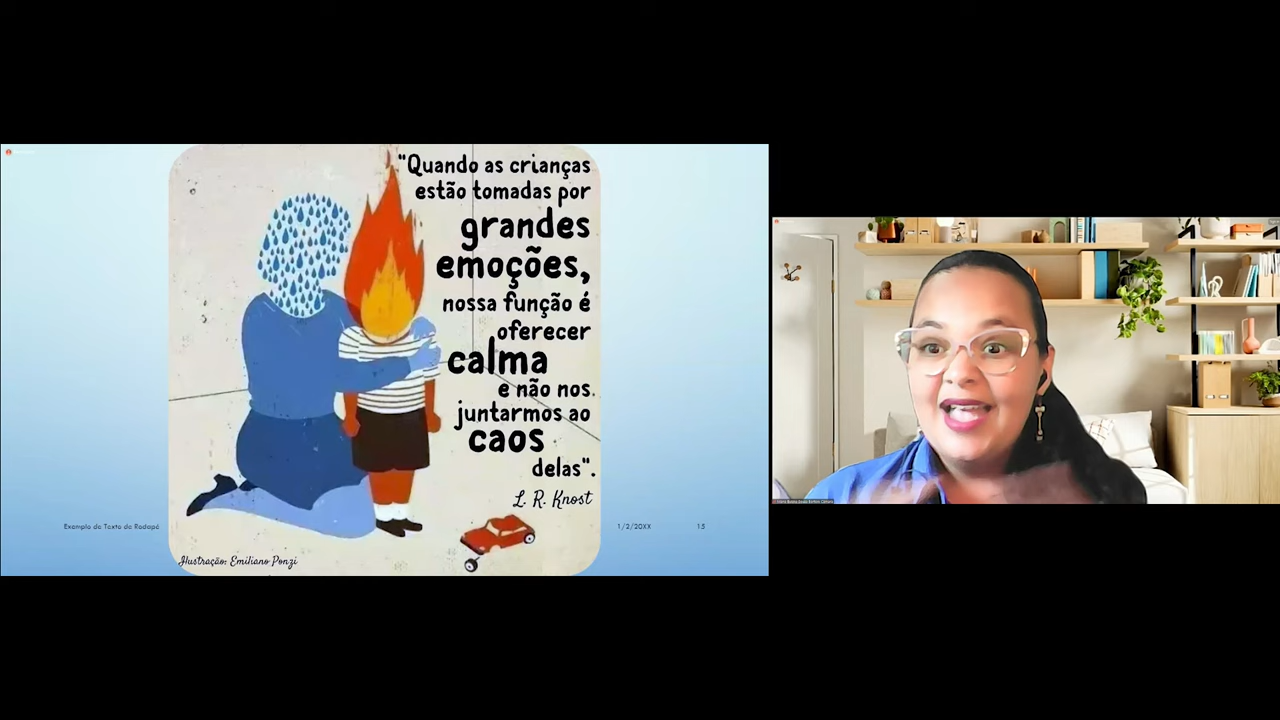 "Quando as crianças
estão tomadas por
grandes
emoções,
nossa função é
oferecer
calma
e não nos
juntarmos ao
caos
delas".
L. R. Knost
Exemplo de Texto de Rodapé
1/2/20XX
15
Ilustração: Emiliano Ponzi